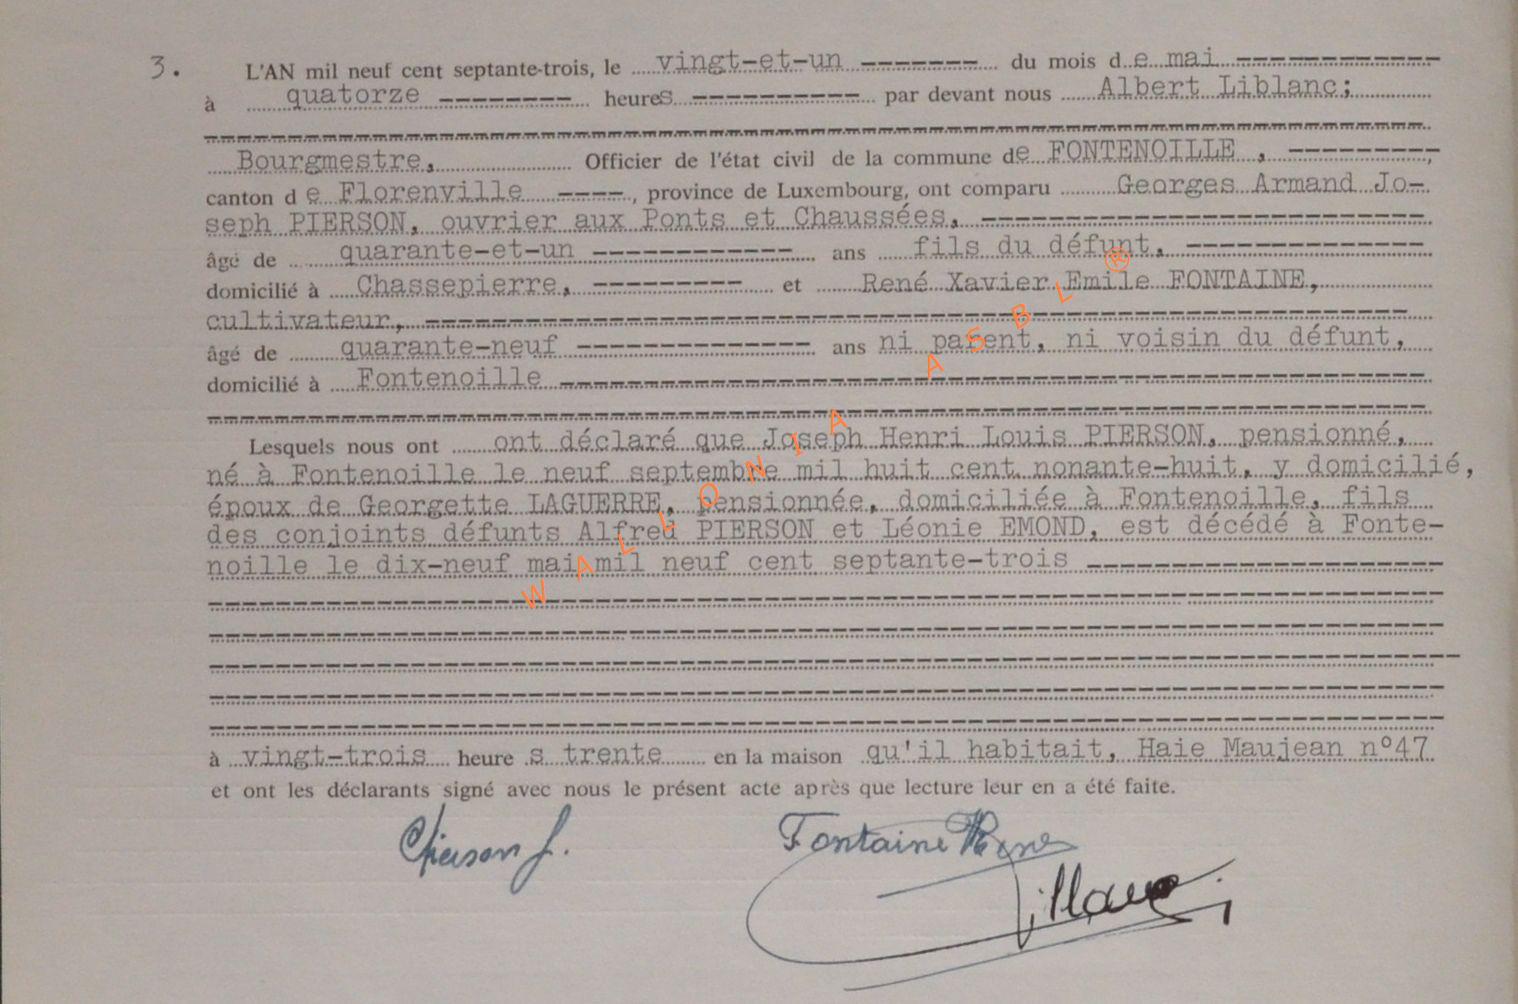 3. L'AN mil neuf cent septante-trois, le vingt-et-un ------- du mois de mai ------------
à quatorze -------- heures ---------- par devant nous Albert Liblanc;
Bourgmestre, Officier de l'état civil de la commune de FONTENOILLE , ---------,
canton de Florenville ----, province de Luxembourg, ont comparu Georges Armand Jo-
seph PIERSON, ouvrier aux Ponts et Chaussées, --------------------------
âgé de quarante-et-un ------------ ans fils du défunt, --------------
domicilié à Chassepierre, --------- et René Xavier Emile FONTAINE,
cultivateur, ----------------------------------------------------------
âgé de quarante-neuf -------------- ans ni parent, ni voisin du défunt,
domicilié à Fontenoille ---------------------------------------------------
Lesquels nous ont ont déclaré que Joseph Henri Louis PIERSON, pensionné,
né à Fontenoille le neuf septembre mil huit cent nonante-huit, y domicilié,
époux de Georgette LAGUERRE, pensionnée, domiciliée à Fontenoille, fils
des conjoints défunts Alfred PIERSON et Léonie EMOND, est décédé à Fonte-
noille le dix-neuf mai mil neuf cent septante-trois ---------------------
à vingt-trois heures trente en la maison qu'il habitait, Haie Maujean n°47
et ont les déclarants signé avec nous le présent acte après que lecture leur en a été faite.
Pierson J.
Fontaine René
WALLONIA ASBL ®